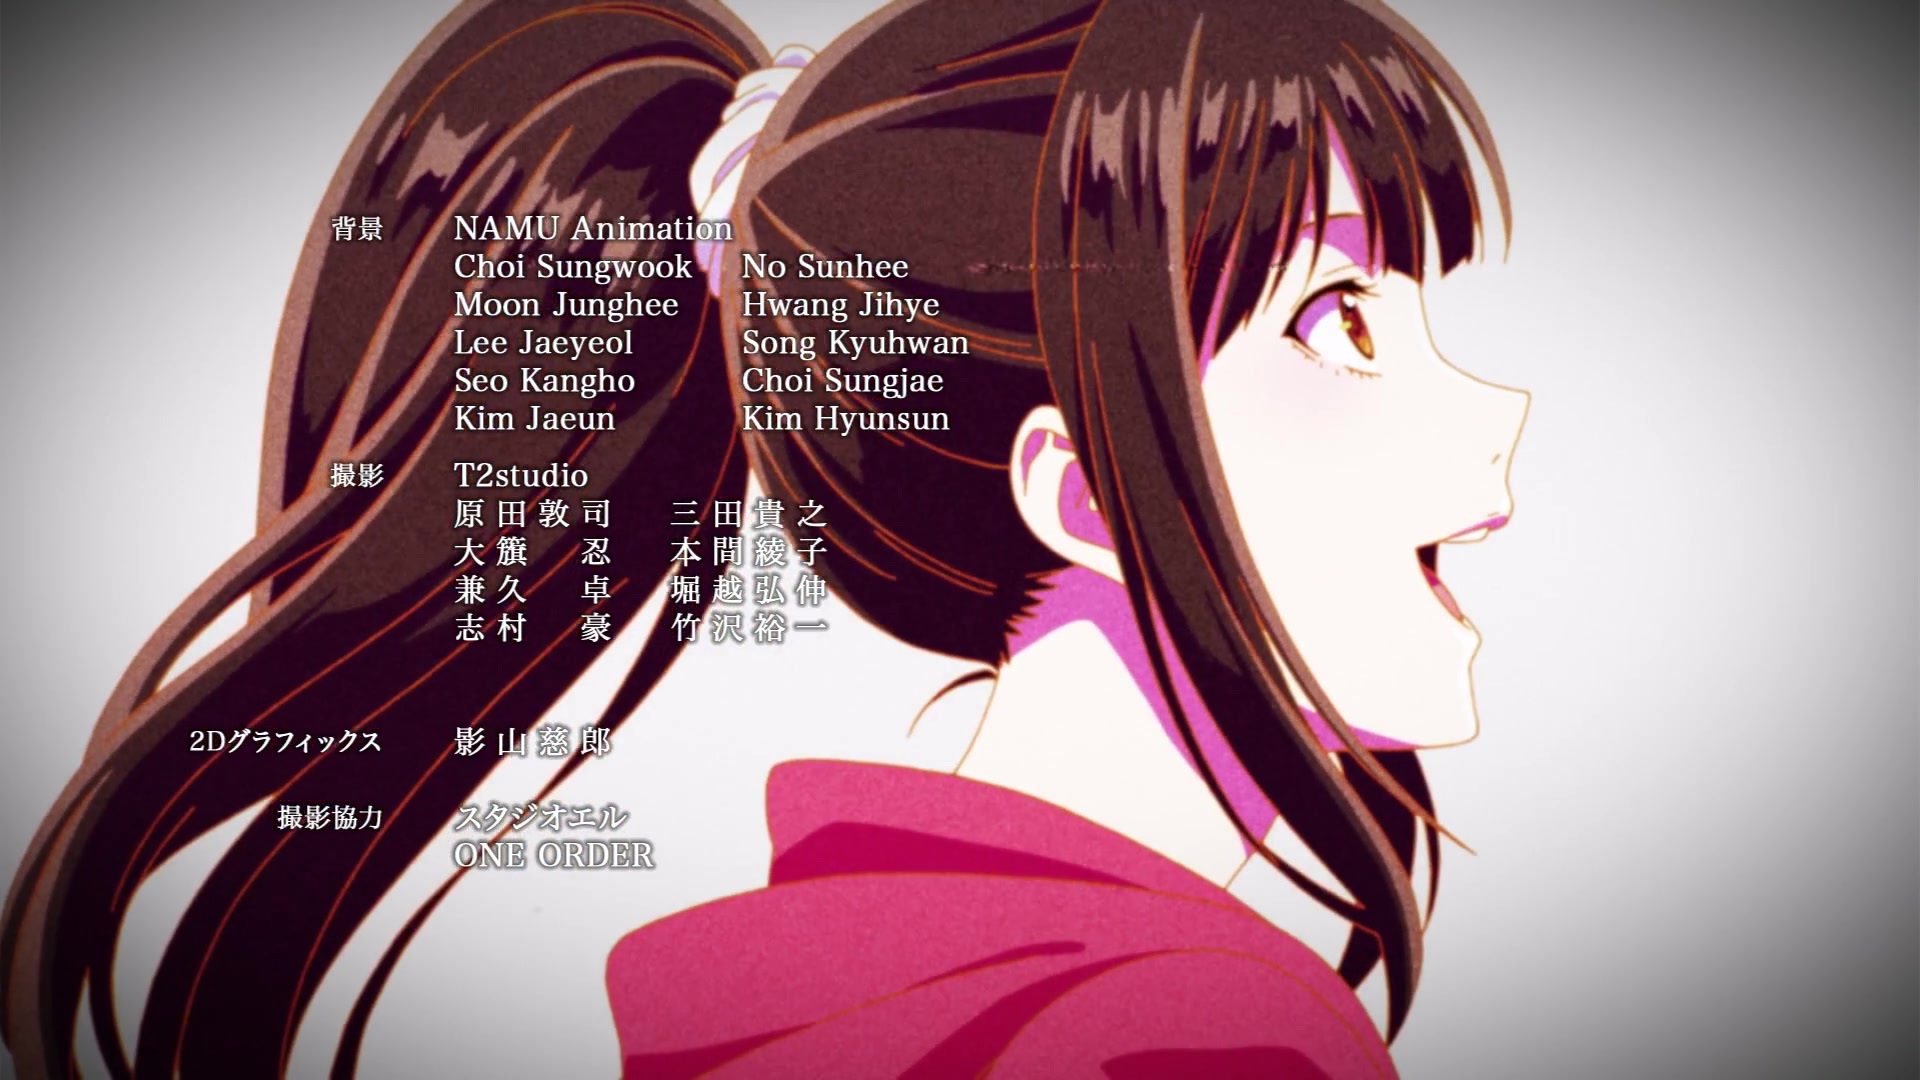 背景 NAMU Animation
Choi Sungwook No Sunhee
Moon Junghee Hwang Jihye
Lee Jaeyeol Song Kyuhwan
Seo Kangho Choi Sungjae
Kim Jaeun Kim Hyunsun
撮影 T2studio
原田敦司 三田貴之
大籏 忍 本間綾子
兼久 卓 堀越弘伸
志村 豪 竹沢裕一
2Dグラフィックス 影山慈郎
撮影協力 スタジオエル
ONE ORDER